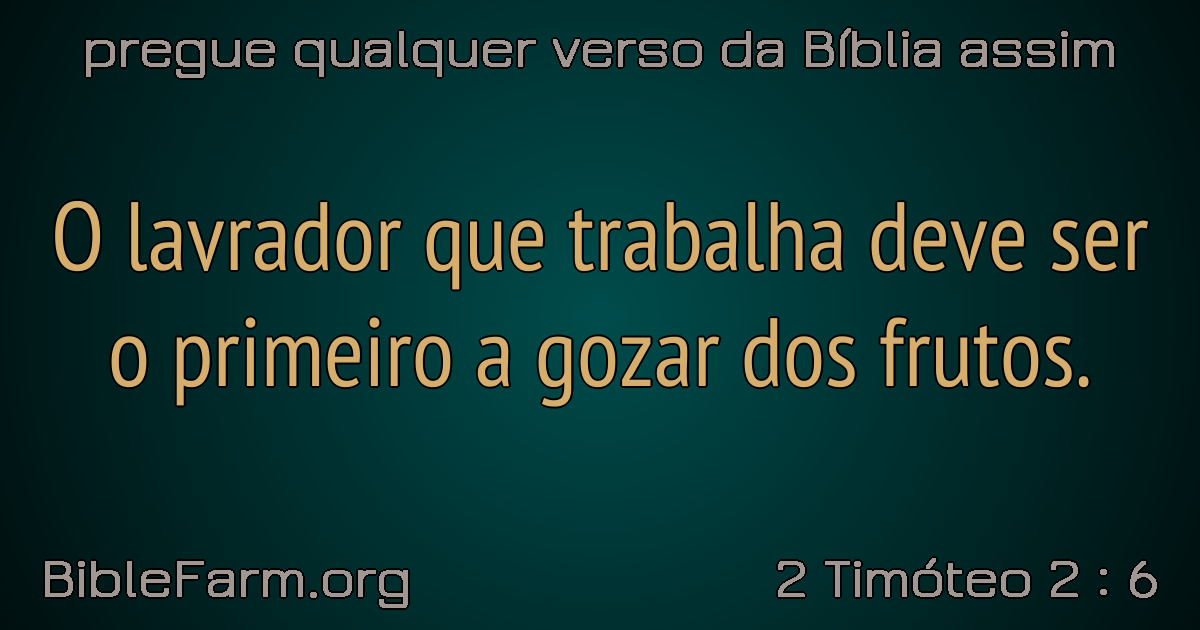 pregue qualquer verso da Bíblia assim
O lavrador que trabalha deve ser
o primeiro a gozar dos frutos.
BibleFarm.org
2 Timóteo 2 : 6